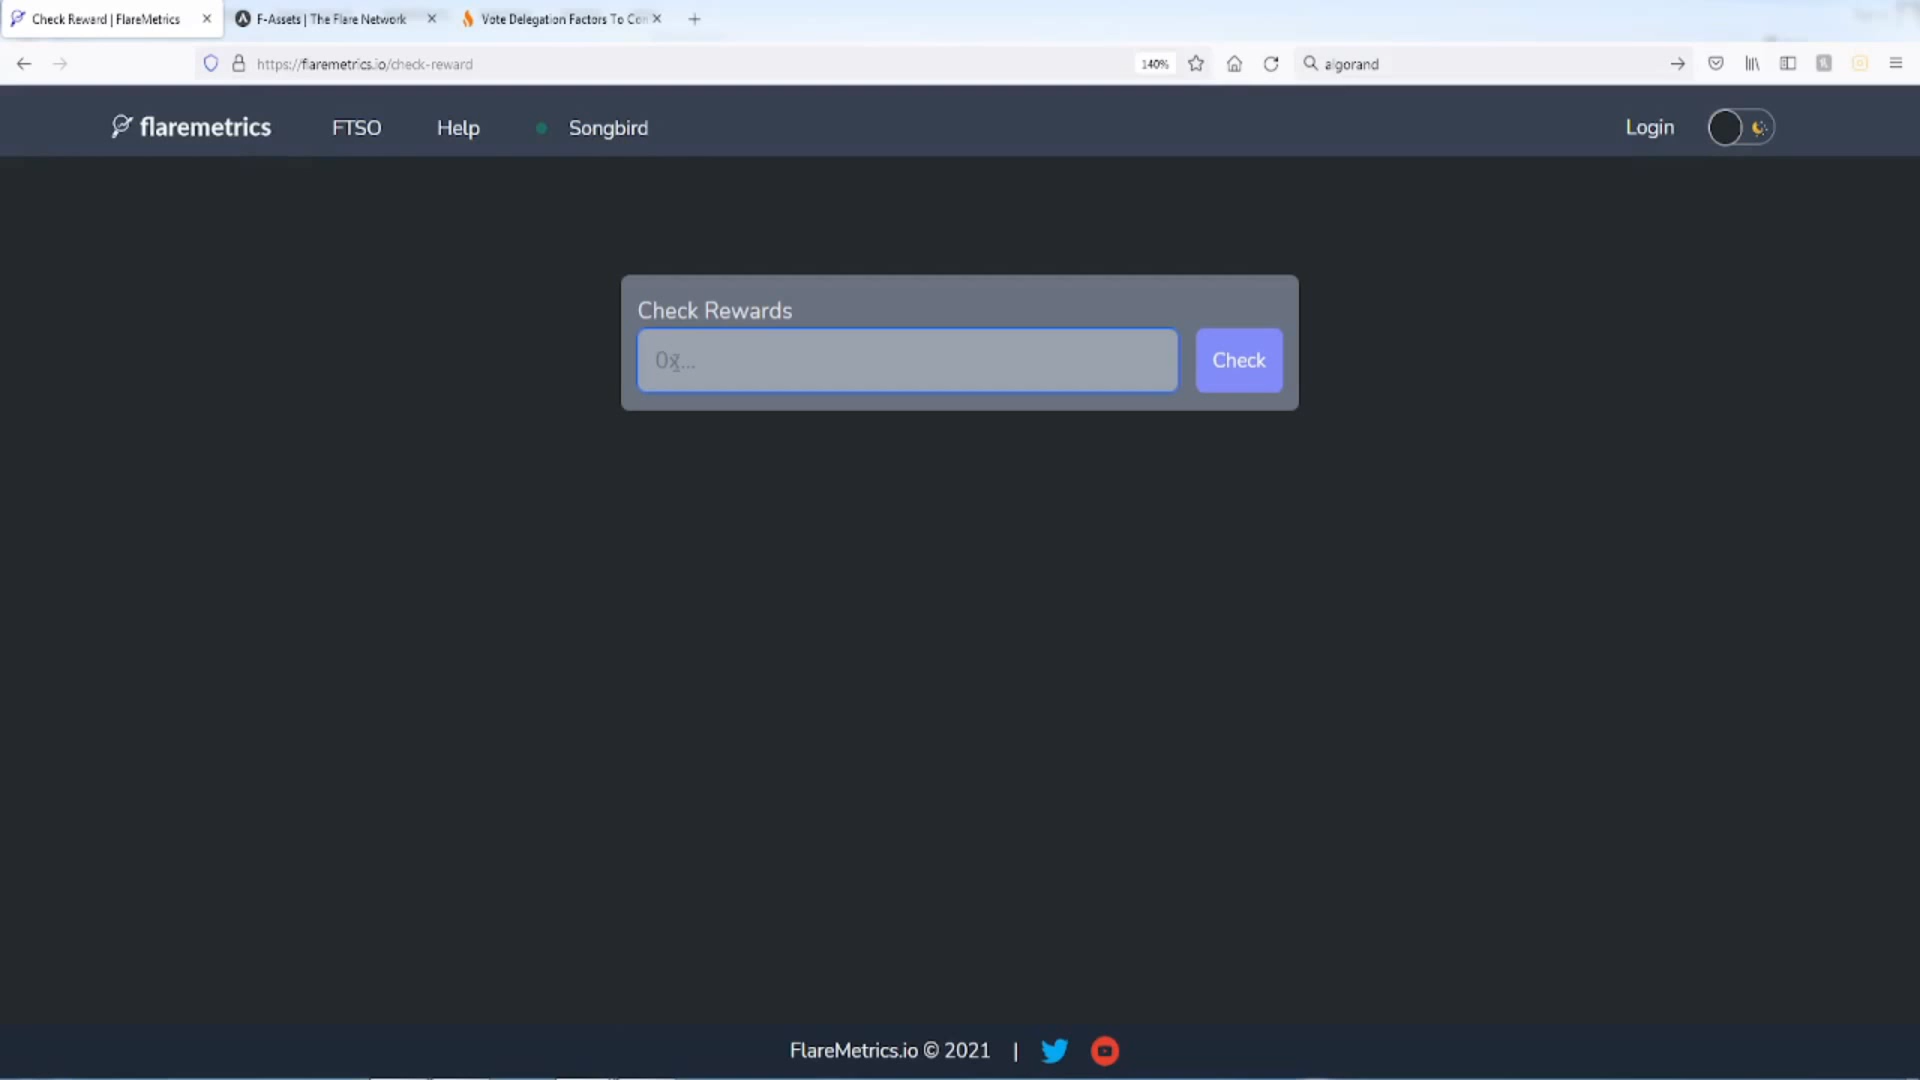 Check Reward | FlareMetrics
F-Assets | The Flare Network
Vote Delegation Factors To Con
https://flaremetrics.io/check-reward
140%
algorand
flaremetrics
FTSO
Help
Songbird
Login
Check Rewards
0x...
Check
FlareMetrics.io © 2021 |